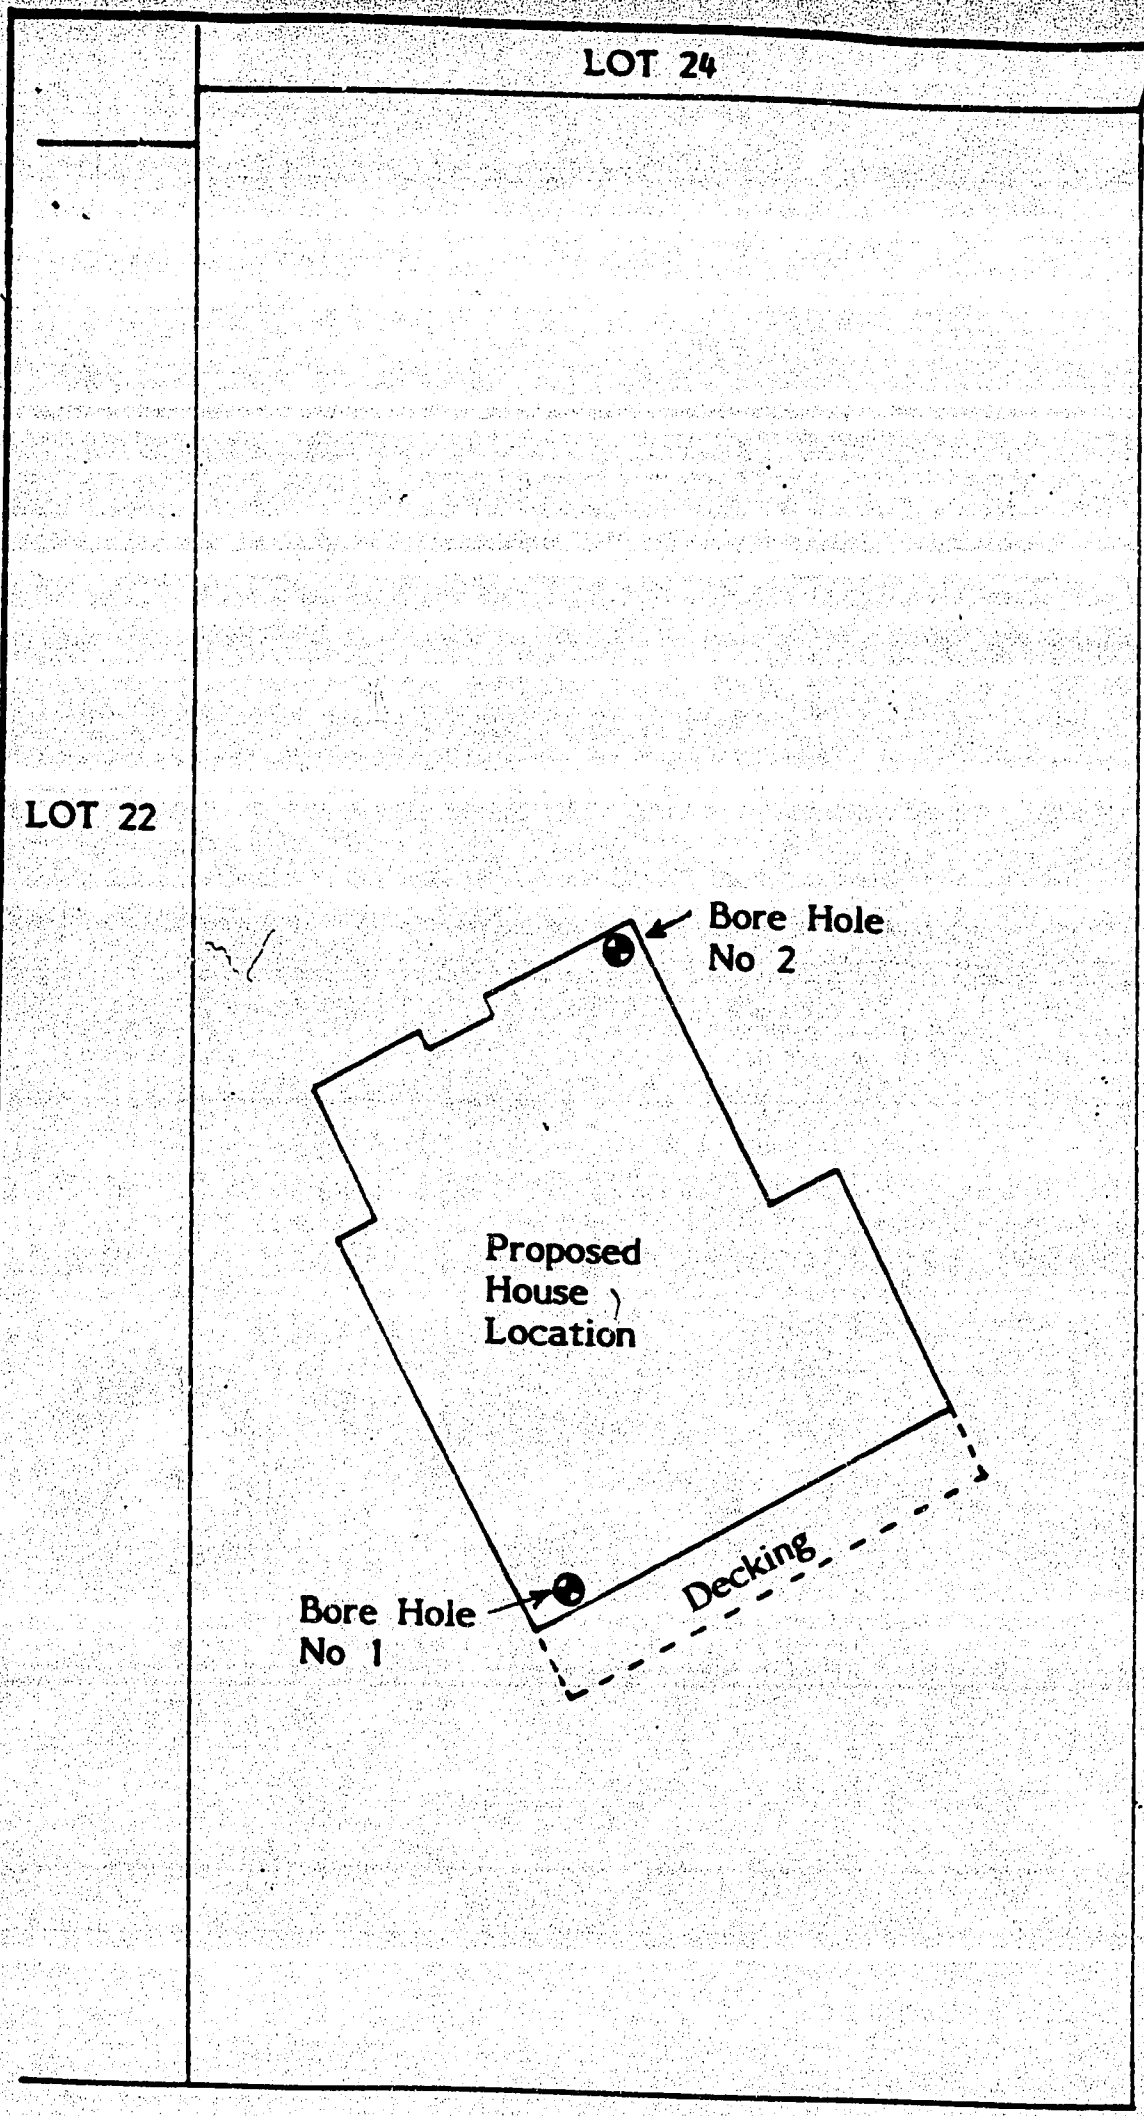 LOT 24
LOT 22
Bore Hole
No 2
Proposed
House
Location
Decking
Bore Hole
No 1